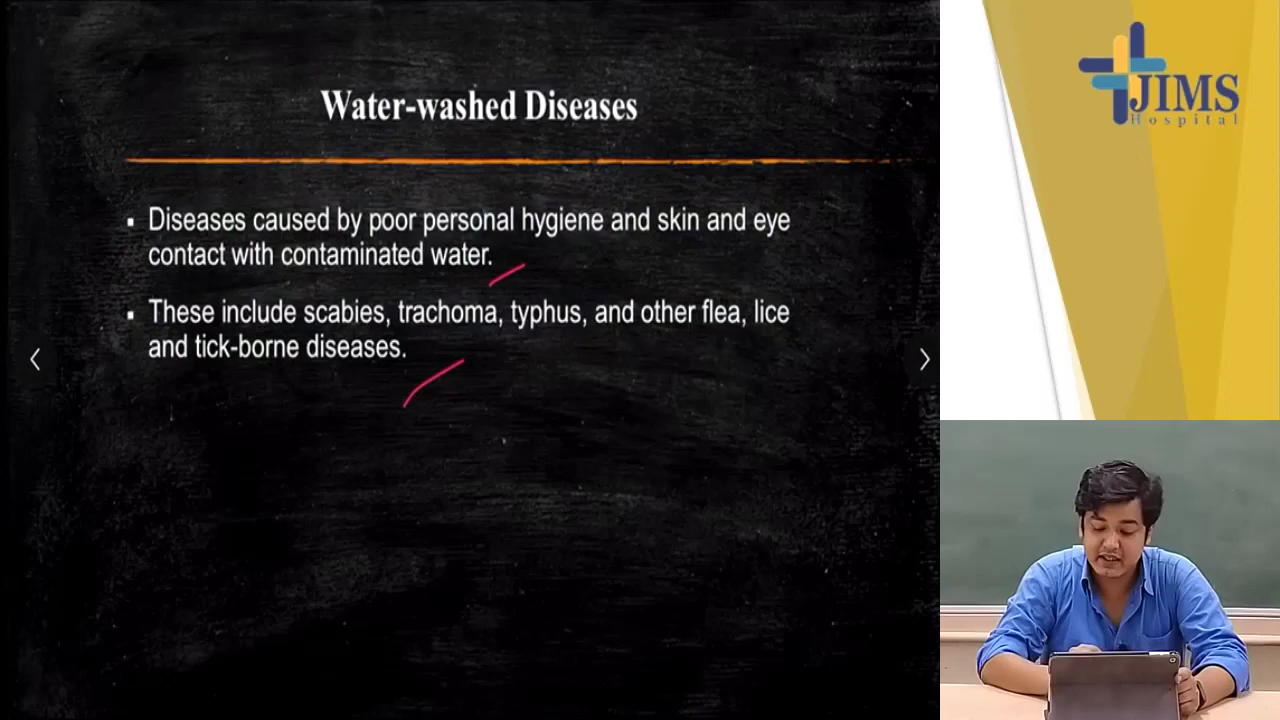 Water-washed Diseases
▪ Diseases caused by poor personal hygiene and skin and eye
contact with contaminated water.
▪ These include scabies, trachoma, typhus, and other flea, lice
and tick-borne diseases.
JIMS
Hospital